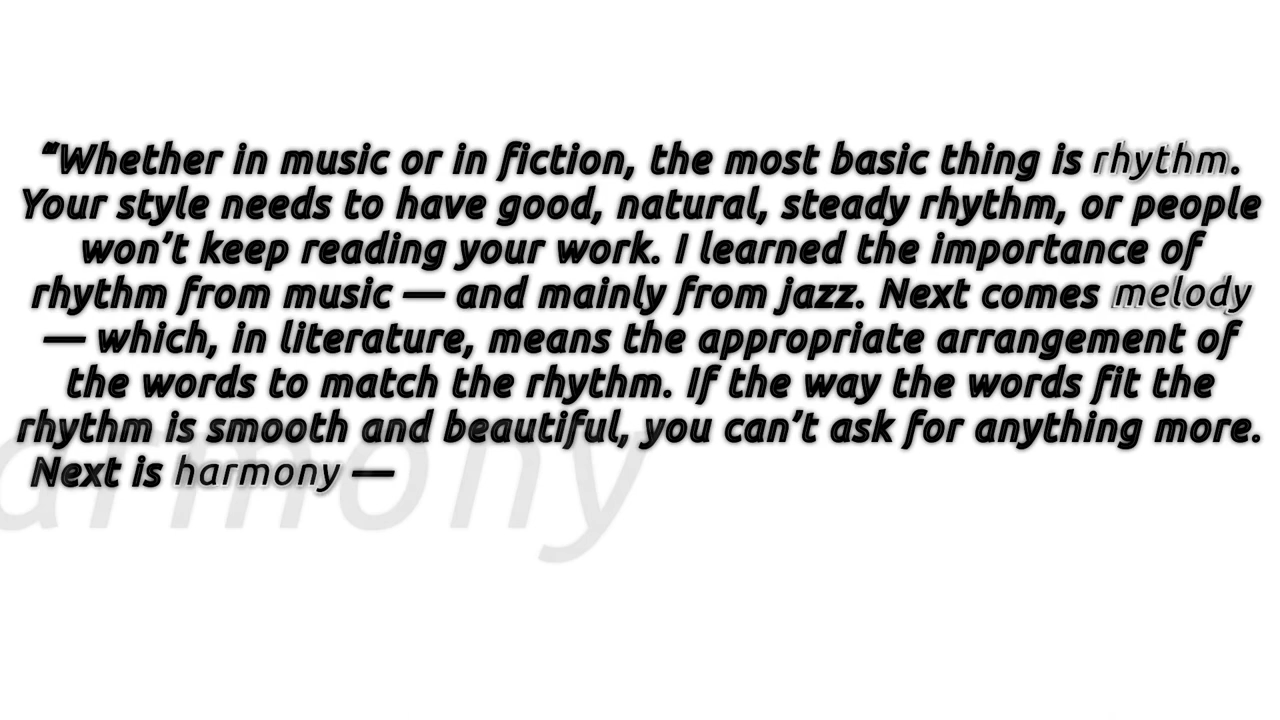 “Whether in music or in fiction, the most basic thing is rhythm.
Your style needs to have good, natural, steady rhythm, or people
won’t keep reading your work. I learned the importance of
rhythm from music — and mainly from jazz. Next comes melody
— which, in literature, means the appropriate arrangement of
the words to match the rhythm. If the way the words fit the
rhythm is smooth and beautiful, you can’t ask for anything more.
Next is harmony —
armony